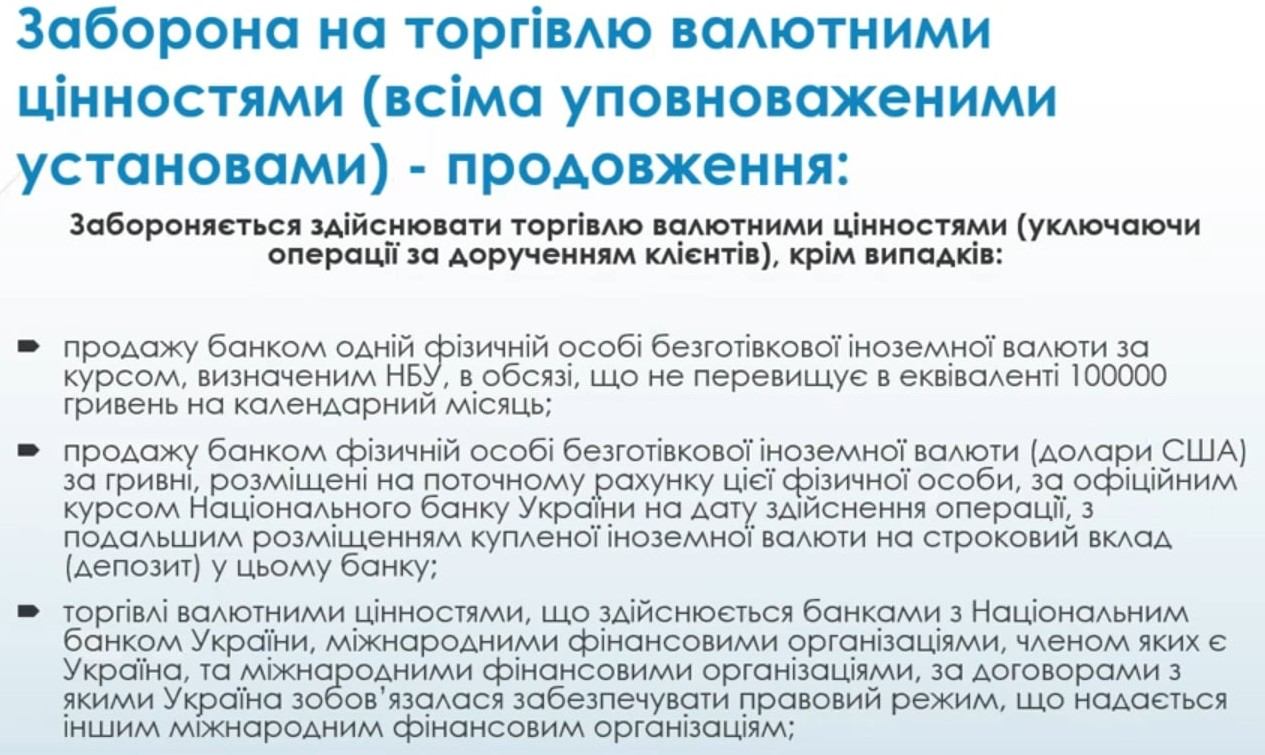 Заборона на торгівлю валютними
цінностями (всіма уповноваженими
установами) - продовження:
Забороняється здійснювати торгівлю валютними цінностями (уключаючи
операції за дорученням клієнтів), крім випадків:
продажу банком одній фізичній особі безготівкової іноземної валюти за
курсом, визначеним НБУ, в обсязі, що не перевищує в еквіваленті 100000
гривень на календарний місяць;
продажу банком фізичній особі безготівкової іноземної валюти (долари США)
за гривні, розміщені на поточному рахунку цієї фізичної особи, за офіційним
курсом Національного банку України на дату здійснення операції, з
подальшим розміщенням купленої іноземної валюти на строковий вклад
(депозит) у цьому банку;
торгівлі валютними цінностями, що здійснюється банками з Національним
банком України, міжнародними фінансовими організаціями, членом яких є
Україна, та міжнародними фінансовими організаціями, за договорами з
якими Україна зобов’язалася забезпечувати правовий режим, що надається
іншим міжнародним фінансовим організаціям;